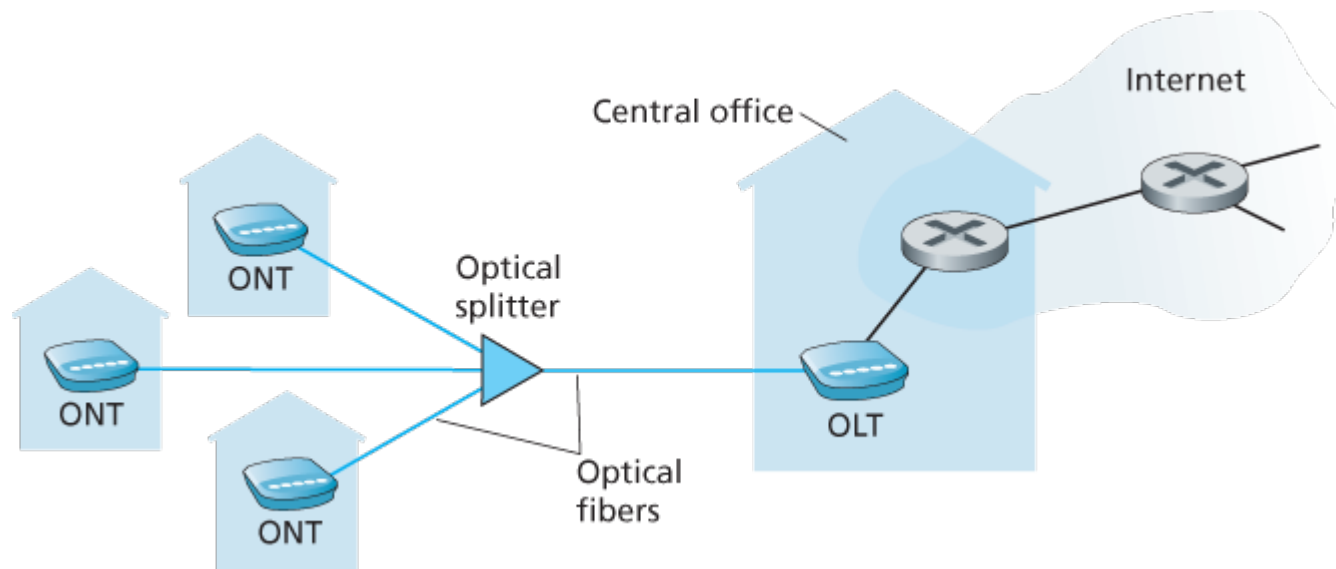 Internet
Central office
ONT
Optical
splitter
ONT
OLT
Optical
fibers
ONT